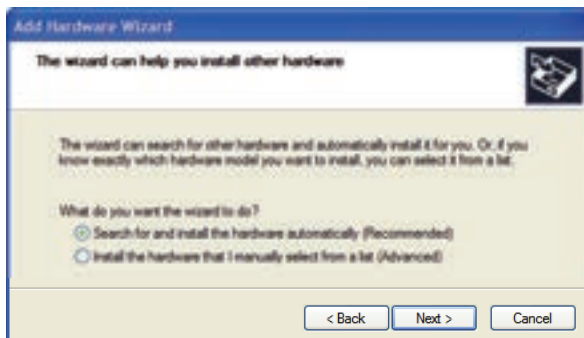 Add Hardware Wizard
The wizard can help you install other hardware
The wizard can search for other hardware and automatically install it for you. Or, if you
know exactly which hardware model you want to install, you can select it from a list.
What do you want the wizard to do?
Search for and install the hardware automatically (Recommended)
Install the hardware that I manually select from a list (Advanced)
< Back
Next >
Cancel